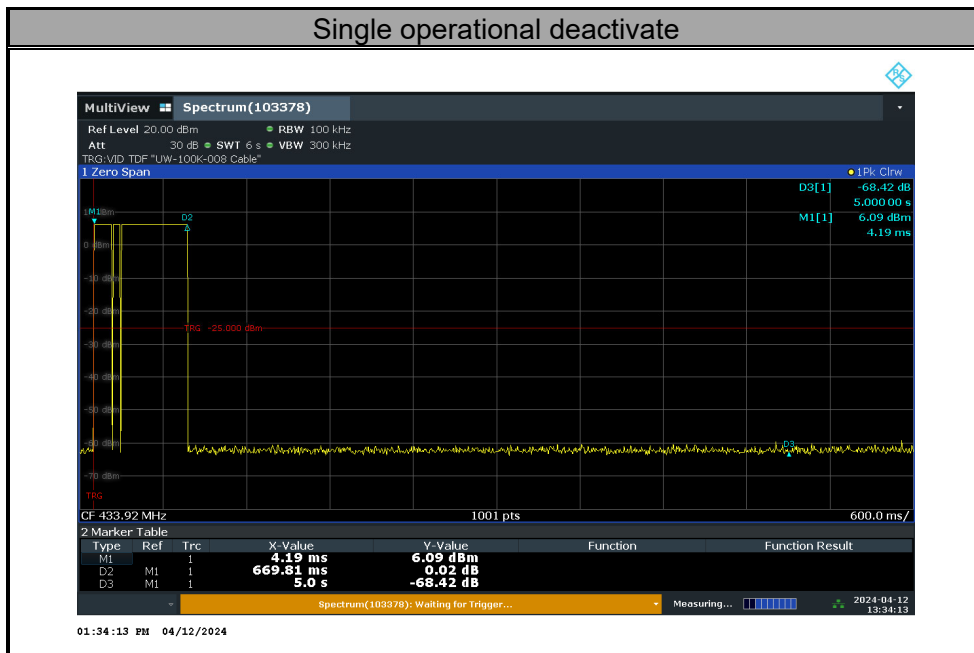 Single operational deactivate
R&S
MultiView Spectrum(103378)
Ref Level 20.00 dBm RBW 100 kHz
Att 30 dB SWT 6 s VBW 300 kHz
TRG:VID TDF "UW-100K-008 Cable"
1 Zero Span 1Pk Clrw
D3[1] -68.42 dB
5.00000 s
M1[1] 6.09 dBm
4.19 ms
M1
D2
0 dBm
-10 dBm
-20 dBm
TRG -25.000 dBm
-30 dBm
-40 dBm
-50 dBm
-60 dBm
D3
-70 dBm
TRG
CF 433.92 MHz 1001 pts 600.0 ms/
2 Marker Table
Type Ref Trc X-Value Y-Value Function Function Result
M1 1 4.19 ms 6.09 dBm
D2 M1 1 669.81 ms 0.02 dB
D3 M1 1 5.0 s -68.42 dB
Spectrum(103378): Waiting for Trigger... Measuring... 2024-04-12
13:34:13
01:34:13 PM 04/12/2024